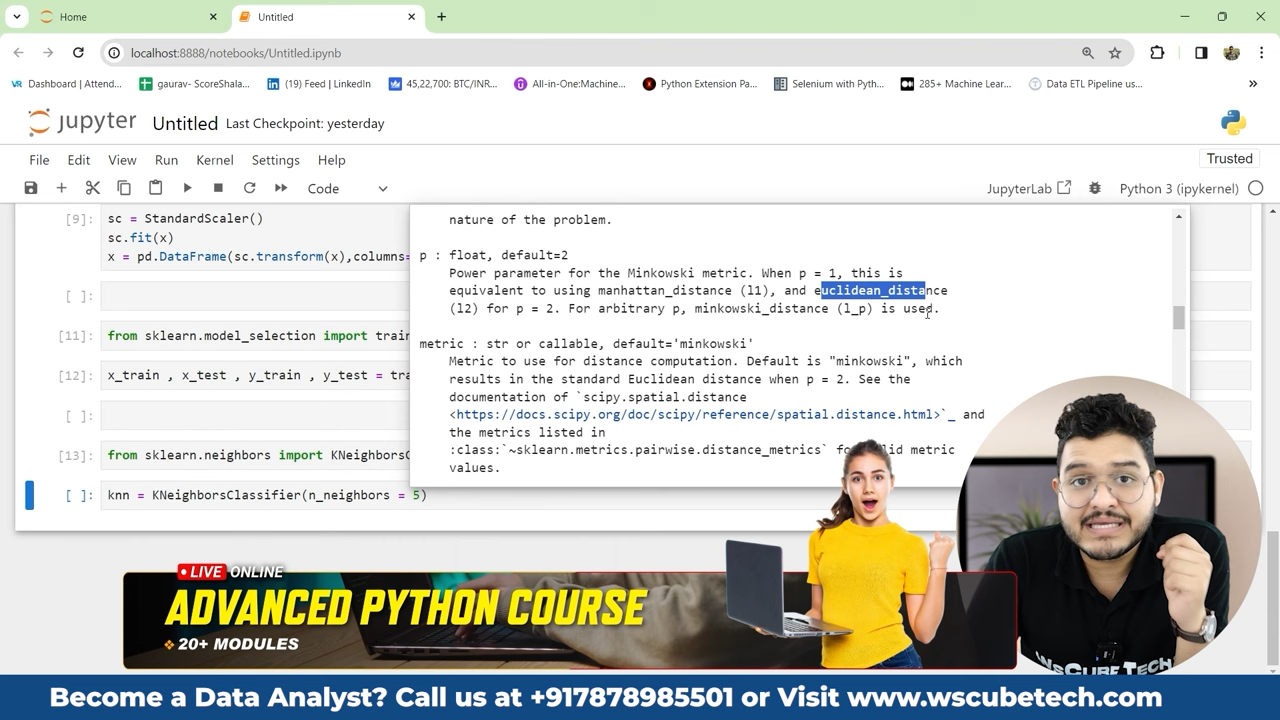 Home
Untitled
localhost:8888/notebooks/Untitled.ipynb
Dashboard | Attend...
gaurav- ScoreShala...
(19) Feed | LinkedIn
45,22,700: BTC/INR...
All-in-One:Machine...
Python Extension Pa...
Selenium with Pyth...
285+ Machine Lear...
Data ETL Pipeline us...
jupyter Untitled Last Checkpoint: yesterday
File Edit View Run Kernel Settings Help
Trusted
Code
JupyterLab
Python 3 (ipykernel)
[9]: sc = StandardScaler()
sc.fit(x)
x = pd.DataFrame(sc.transform(x),columns=
[ ]:
[11]: from sklearn.model_selection import train
[12]: x_train , x_test , y_train , y_test = tra
[ ]:
[13]: from sklearn.neighbors import KNeighborsC
[ ]: knn = KNeighborsClassifier(n_neighbors = 5)
nature of the problem.
p : float, default=2
Power parameter for the Minkowski metric. When p = 1, this is
equivalent to using manhattan_distance (l1), and euclidean_distance
(l2) for p = 2. For arbitrary p, minkowski_distance (l_p) is used.
metric : str or callable, default='minkowski'
Metric to use for distance computation. Default is "minkowski", which
results in the standard Euclidean distance when p = 2. See the
documentation of `scipy.spatial.distance
<https://docs.scipy.org/doc/scipy/reference/spatial.distance.html>`_ and
the metrics listed in
:class:`~sklearn.metrics.pairwise.distance_metrics` for valid metric
values.
LIVE ONLINE
ADVANCED PYTHON COURSE
20+ MODULES
WSCUBE TECH
Become a Data Analyst? Call us at +917878985501 or Visit www.wscubetech.com